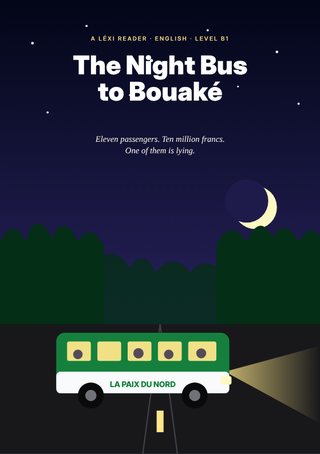 A LÉXI READER · ENGLISH · LEVEL B1
The Night Bus
to Bouaké
Eleven passengers. Ten million francs.
One of them is lying.
LA PAIX DU NORD